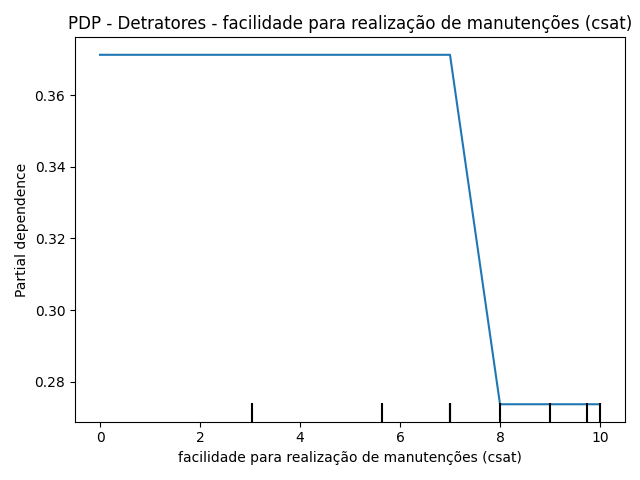 PDP - Detratores - facilidade para realização de manutenções (csat)
0.36
0.34
0.32
0.30
0.28
Partial dependence
0 2 4 6 8 10
facilidade para realização de manutenções (csat)